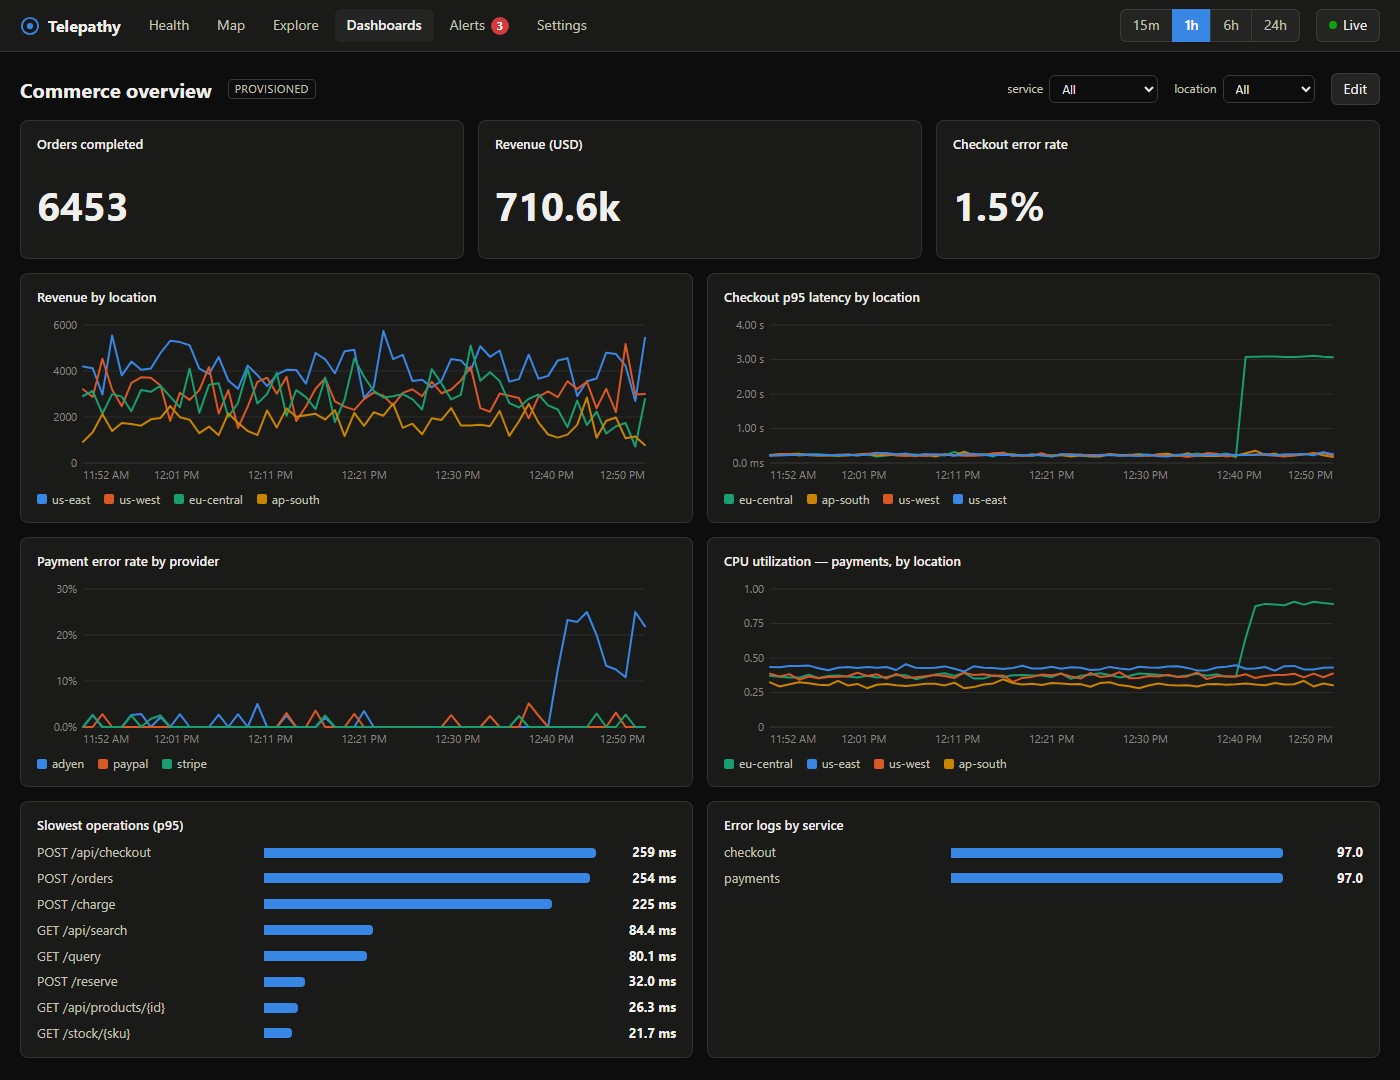 Telepathy Health Map Explore Dashboards Alerts 3 Settings 15m 1h 6h 24h Live
Commerce overview PROVISIONED service All location All Edit
Orders completed
6453
Revenue (USD)
710.6k
Checkout error rate
1.5%
Revenue by location
6000
4000
2000
0
11:52 AM 12:01 PM 12:11 PM 12:21 PM 12:30 PM 12:40 PM 12:50 PM
us-east us-west eu-central ap-south
Checkout p95 latency by location
4.00 s
3.00 s
2.00 s
1.00 s
0.0 ms
11:52 AM 12:01 PM 12:11 PM 12:21 PM 12:30 PM 12:40 PM 12:50 PM
eu-central ap-south us-west us-east
Payment error rate by provider
30%
20%
10%
0.0%
11:52 AM 12:01 PM 12:11 PM 12:21 PM 12:30 PM 12:40 PM 12:50 PM
adyen paypal stripe
CPU utilization — payments, by location
1.00
0.75
0.50
0.25
0
11:52 AM 12:01 PM 12:11 PM 12:21 PM 12:30 PM 12:40 PM 12:50 PM
eu-central us-east us-west ap-south
Slowest operations (p95)
POST /api/checkout 259 ms
POST /orders 254 ms
POST /charge 225 ms
GET /api/search 84.4 ms
GET /query 80.1 ms
POST /reserve 32.0 ms
GET /api/products/{id} 26.3 ms
GET /stock/{sku} 21.7 ms
Error logs by service
checkout 97.0
payments 97.0